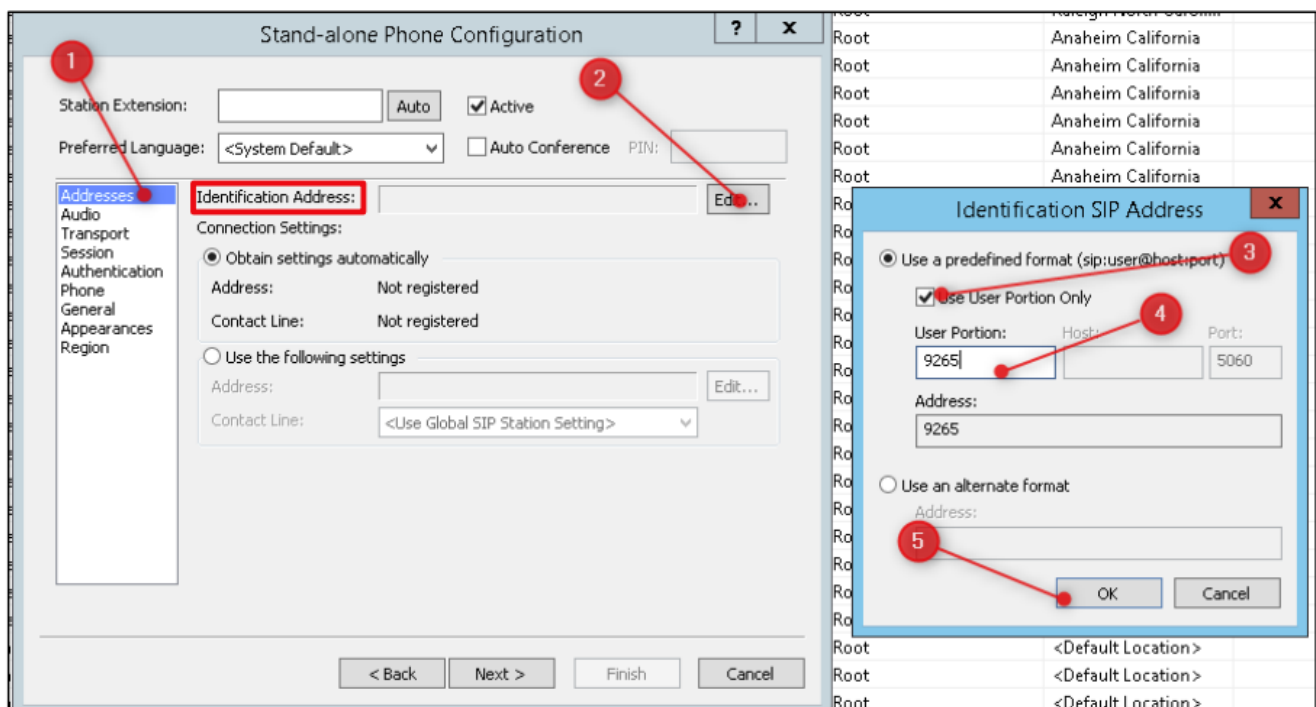 Stand-alone Phone Configuration
? x
1
2
Station Extension: Auto Active
Preferred Language: <System Default> Auto Conference PIN:
Addresses
Audio
Transport
Session
Authentication
Phone
General
Appearances
Region
Identification Address:
Connection Settings:
Obtain settings automatically
Address: Not registered
Contact Line: Not registered
Use the following settings
Address: Edit...
Contact Line: <Use Global SIP Station Setting>
< Back Next > Finish Cancel
Root Anaheim California
Root Anaheim California
Root Anaheim California
Root Anaheim California
Root Anaheim California
Root Anaheim California
Identification SIP Address
x
Use a predefined format (sip:user@host:port)
3
Use User Portion Only
4
User Portion: Host: Port:
9265 5060
Address:
9265
Use an alternate format
Address:
5
OK Cancel
Root <Default Location>
Root <Default Location>
Root <Default Location>